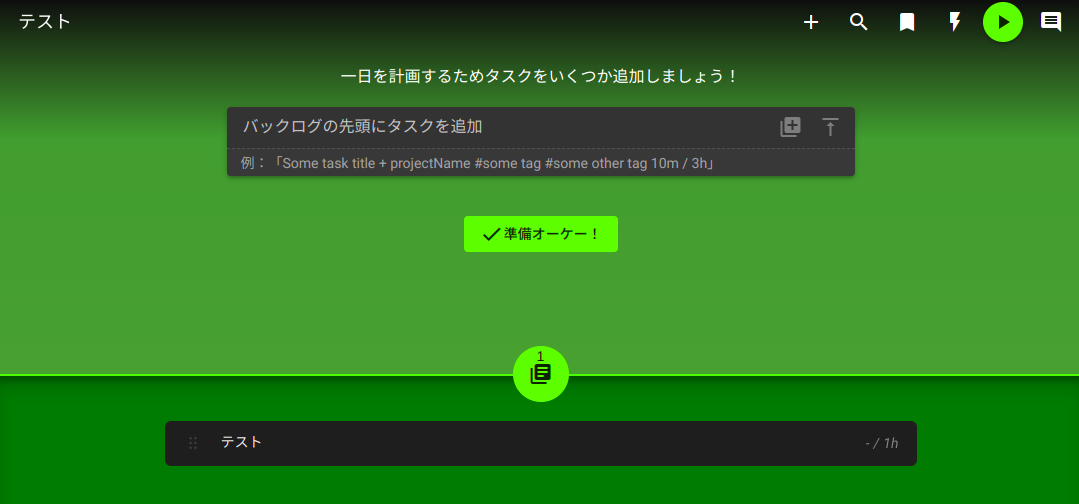 テスト
一日を計画するためタスクをいくつか追加しましょう！
バックログの先頭にタスクを追加
例：「Some task title + projectName #some tag #some other tag 10m / 3h」
準備オーケー！
1
テスト
- / 1h